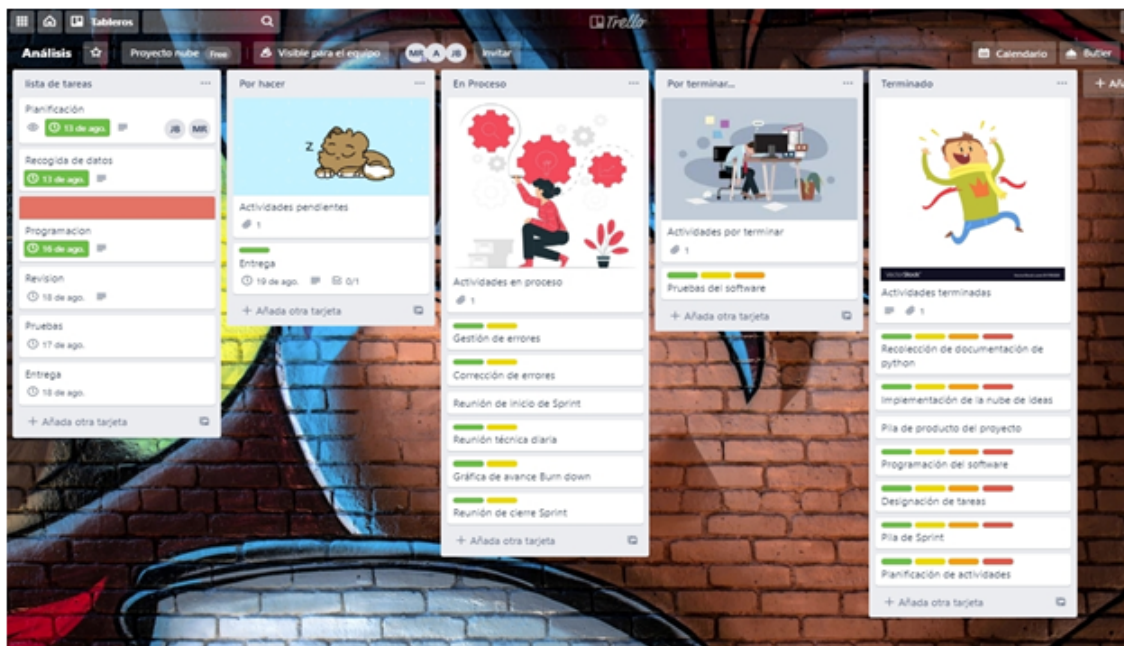 Tableros
Trello
Análisis
Proyecto nube Free
Visible para el equipo
MR A JB
Invitar
Calendario
Butler
lista de tareas
Planificación
13 de ago.
JB MR
Recogida de datos
13 de ago.
Programacion
16 de ago.
Revision
18 de ago.
Pruebas
17 de ago.
Entrega
18 de ago.
+ Añada otra tarjeta
Por hacer
z
Actividades pendientes
1
Entrega
19 de ago. 0/1
+ Añada otra tarjeta
En Proceso
Actividades en proceso
1
Gestión de errores
Corrección de errores
Reunión de inicio de Sprint
Reunión técnica diaria
Gráfica de avance Burn down
Reunión de cierre Sprint
+ Añada otra tarjeta
Por terminar...
Actividades por terminar
1
Pruebas del software
+ Añada otra tarjeta
Terminado
VectorStock
Actividades terminadas
1
Recolección de documentación de
python
Implementación de la nube de ideas
Pila de producto del proyecto
Programación del software
Designación de tareas
Pila de Sprint
Planificación de actividades
+ Añada otra tarjeta